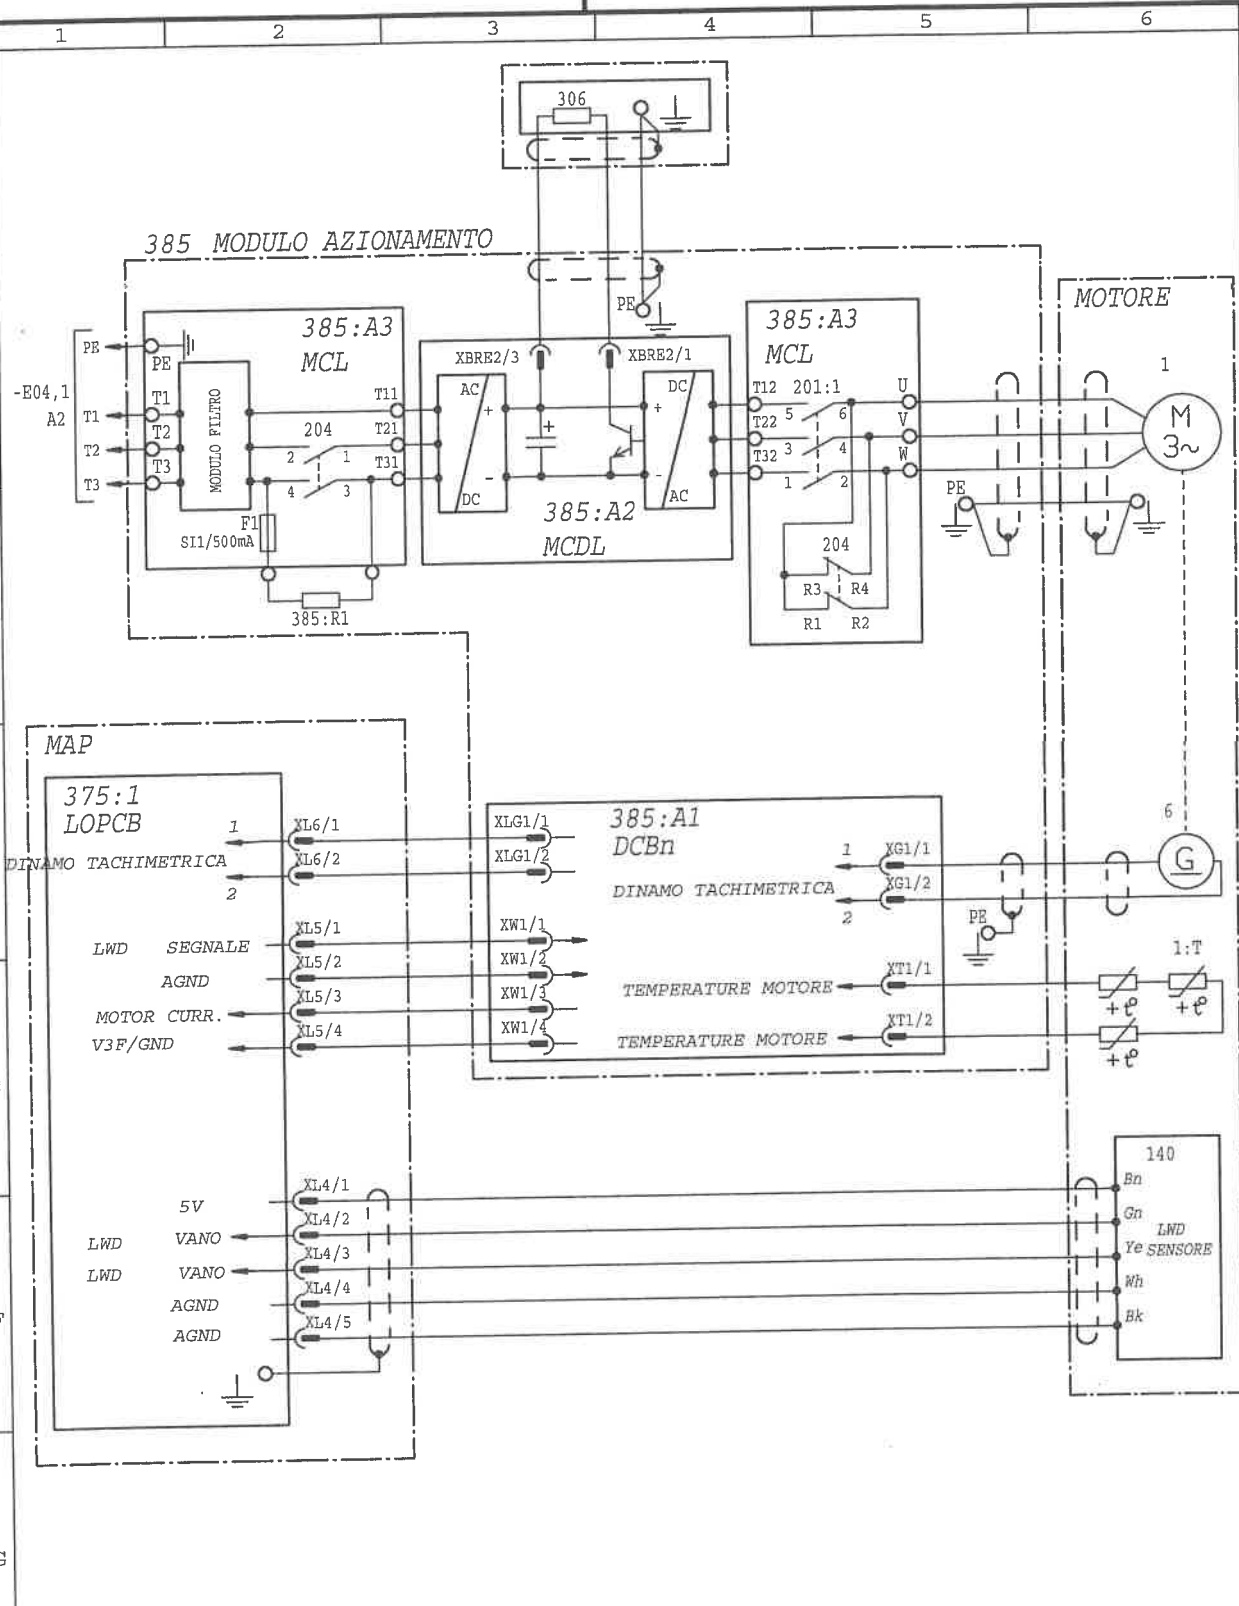 1 2 3 4 5 6
306
385 MODULO AZIONAMENTO
PE
MOTORE
385:A3
MCL
385:A3
MCL
1
PE
PE
XBRE2/3
XBRE2/1
-E04,1
A2
T1
T2
T3
T1
T2
T3
MODULO FILTRO
204
2 1
4 3
T11
T21
T31
AC
DC
+
-
+
DC
AC
+
-
T12
T22
T32
201:1
5 6
3 4
1 2
U
V
W
M
3~
F1
SI1/500mA
385:A2
MCDL
PE
204
R3 R4
R1 R2
385:R1
MAP
375:1
LOPCB
1
DINAMO TACHIMETRICA
2
XL6/1
XL6/2
XLG1/1
XLG1/2
385:A1
DCBn
1
DINAMO TACHIMETRICA
2
XG1/1
XG1/2
6
G
PE
LWD SEGNALE
AGND
MOTOR CURR.
V3F/GND
XL5/1
XL5/2
XL5/3
XL5/4
XW1/1
XW1/2
XW1/3
XW1/4
TEMPERATURE MOTORE
TEMPERATURE MOTORE
XT1/1
XT1/2
1:T
+t°
+t°
+t°
5V
LWD VANO
LWD VANO
AGND
AGND
XL4/1
XL4/2
XL4/3
XL4/4
XL4/5
140
Bn
Gn
Ye
Wh
Bk
LWD
SENSORE